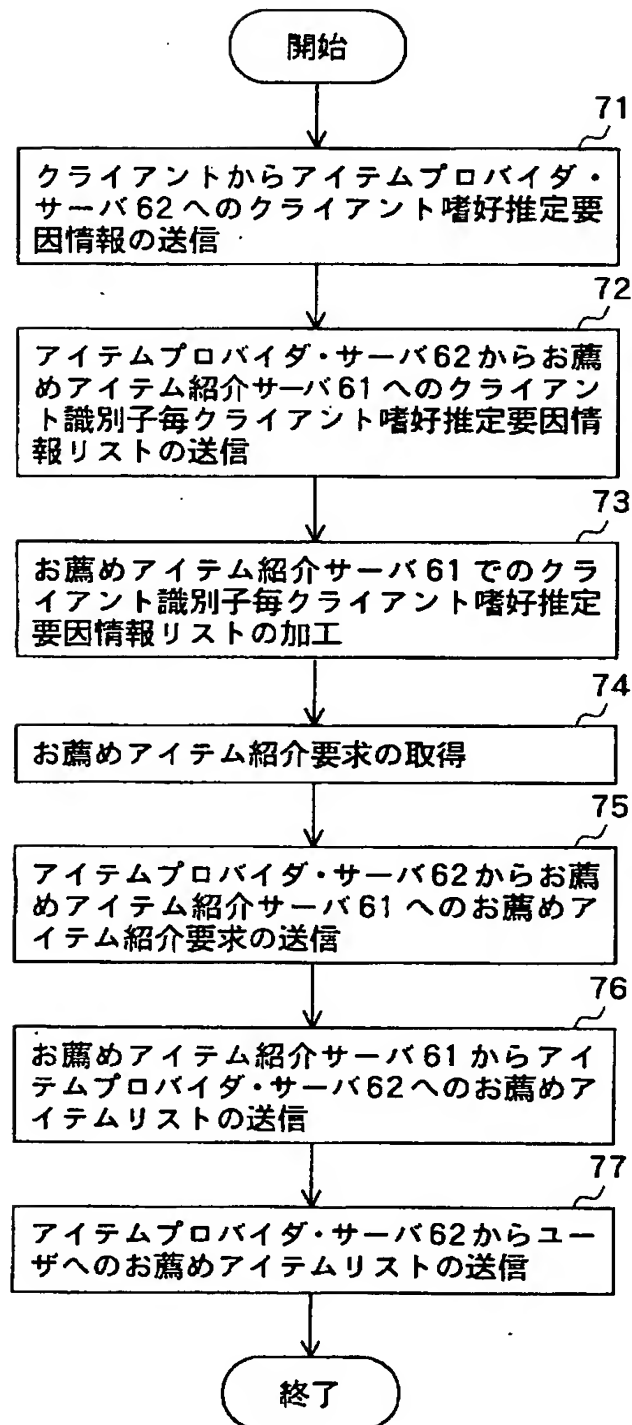 開始
71
クライアントからアイテムプロバイダ・
サーバ62へのクライアント嗜好推定要
因情報の送信
72
アイテムプロバイダ・サーバ62からお薦
めアイテム紹介サーバ61へのクライアン
ト識別子毎クライアント嗜好推定要因情
報リストの送信
73
お薦めアイテム紹介サーバ61でのクラ
イアント識別子毎クライアント嗜好推定
要因情報リストの加工
74
お薦めアイテム紹介要求の取得
75
アイテムプロバイダ・サーバ62からお薦
めアイテム紹介サーバ61へのお薦めア
イテム紹介要求の送信
76
お薦めアイテム紹介サーバ61からアイ
テムプロバイダ・サーバ62へのお薦めア
イテムリストの送信
77
アイテムプロバイダ・サーバ62からユー
ザへのお薦めアイテムリストの送信
終了